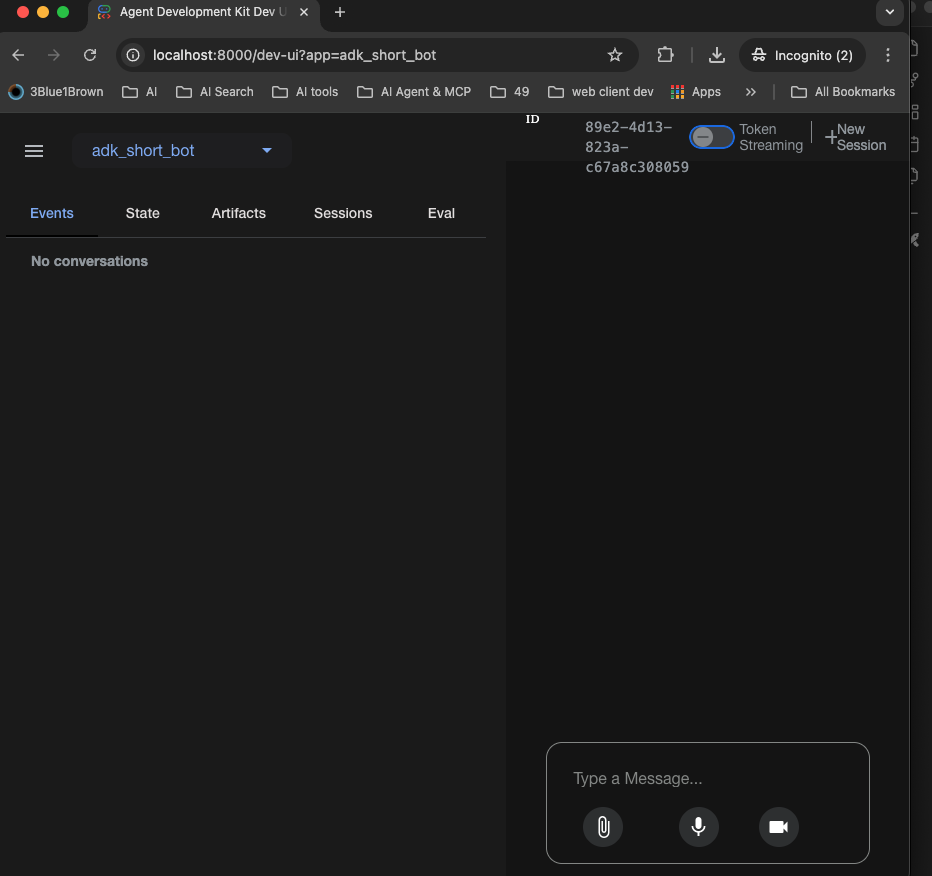 Agent Development Kit Dev U
localhost:8000/dev-ui?app=adk_short_bot
Incognito (2)
3Blue1Brown
AI
AI Search
AI tools
AI Agent & MCP
49
web client dev
Apps
All Bookmarks
adk_short_bot
Events
State
Artifacts
Sessions
Eval
No conversations
ID
89e2-4d13-
823a-
c67a8c308059
Token
Streaming
New
Session
Type a Message...